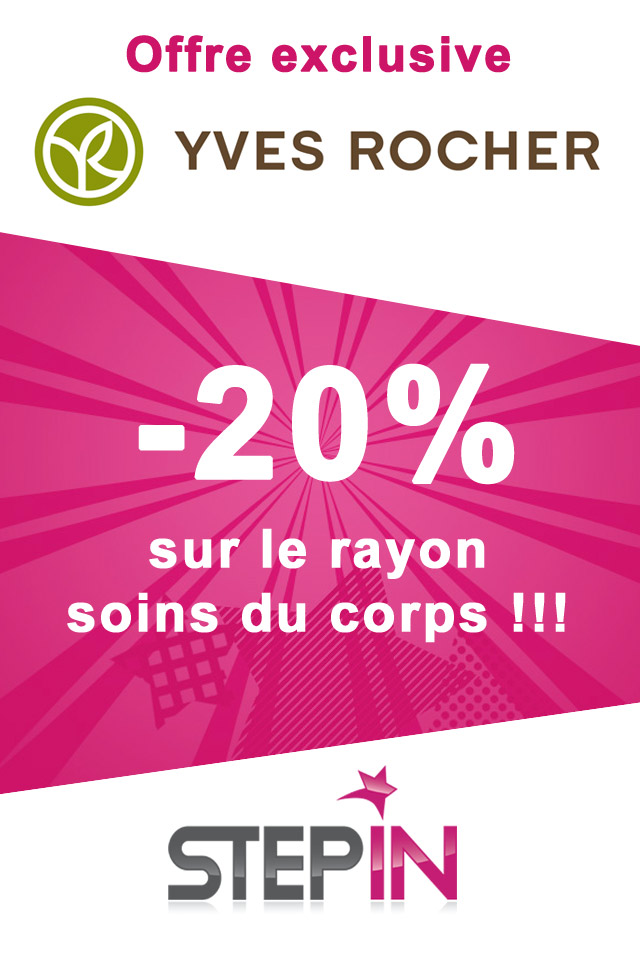 Offre exclusive
YVES ROCHER
-20%
sur le rayon
soins du corps !!!
STEPIN